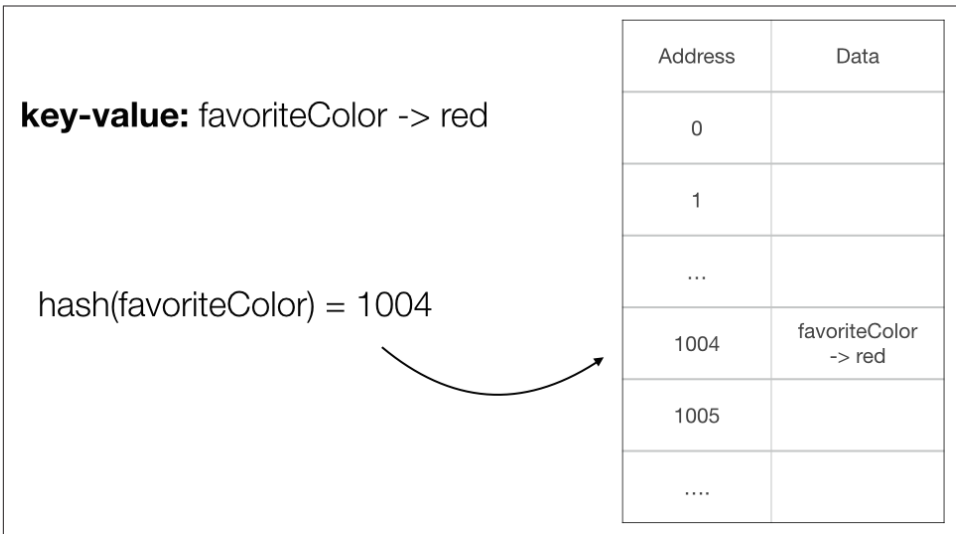 key-value: favoriteColor -> red
hash(favoriteColor) = 1004
Address Data
0
1
...
1004 favoriteColor
-> red
1005
....